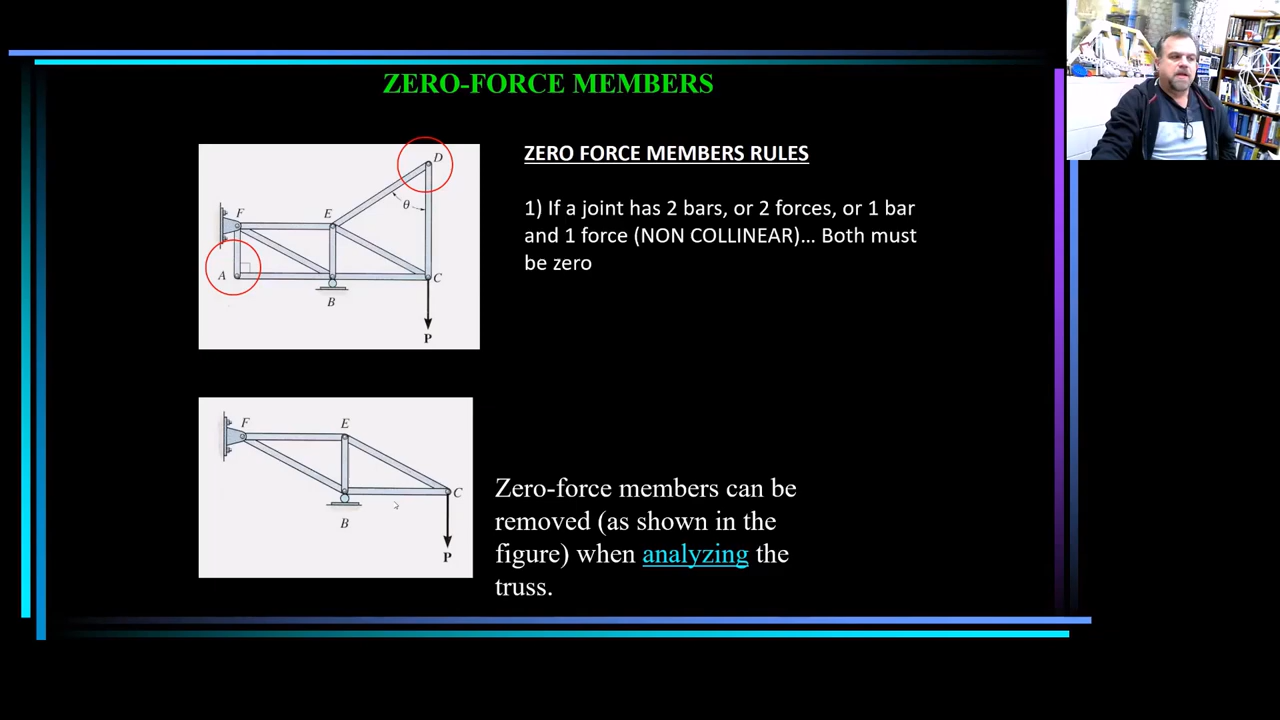 ZERO-FORCE MEMBERS
D
θ
F
E
A
C
B
P
ZERO FORCE MEMBERS RULES
1) If a joint has 2 bars, or 2 forces, or 1 bar
and 1 force (NON COLLINEAR)... Both must
be zero
F
E
C
B
P
Zero-force members can be
removed (as shown in the
figure) when analyzing the
truss.